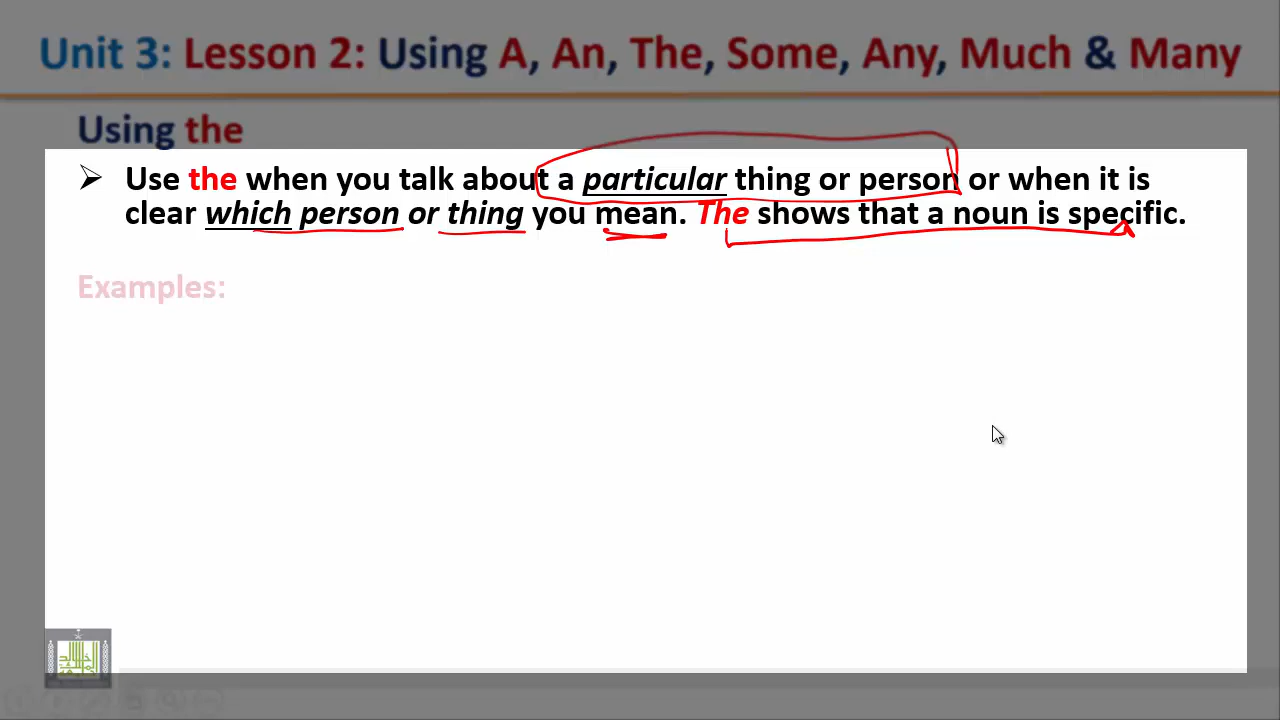 Unit 3: Lesson 2: Using A, An, The, Some, Any, Much & Many
Using the
➢ Use the when you talk about a particular thing or person or when it is
clear which person or thing you mean. The shows that a noun is specific.
Examples: